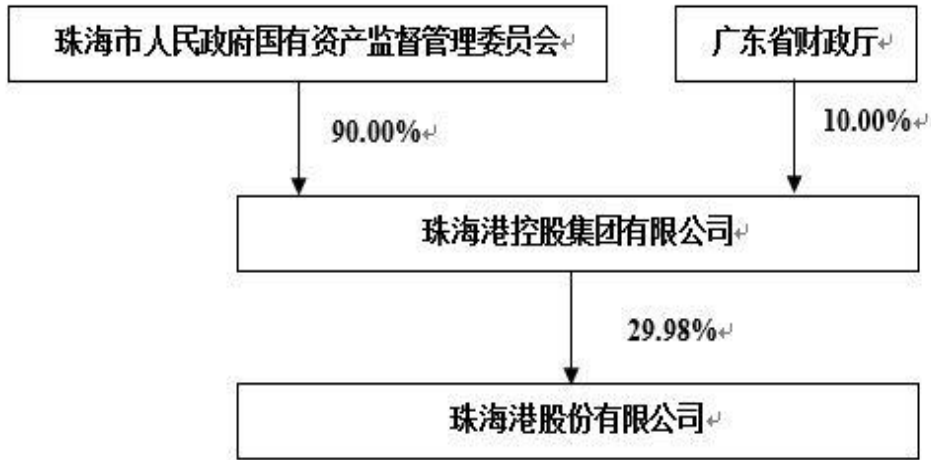 珠海市人民政府国有资产监督管理委员会↵
广东省财政厅↵
90.00%↵
10.00%↵
珠海港控股集团有限公司↵
29.98%↵
珠海港股份有限公司↵